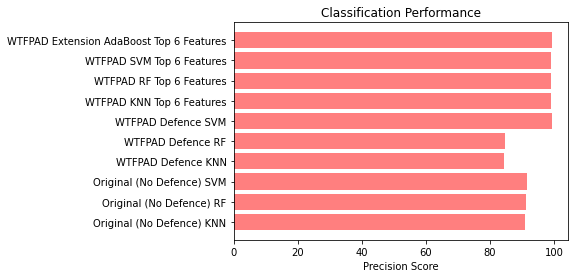 Classification Performance
WTFPAD Extension AdaBoost Top 6 Features
WTFPAD SVM Top 6 Features
WTFPAD RF Top 6 Features
WTFPAD KNN Top 6 Features
WTFPAD Defence SVM
WTFPAD Defence RF
WTFPAD Defence KNN
Original (No Defence) SVM
Original (No Defence) RF
Original (No Defence) KNN
0 20 40 60 80 100
Precision Score